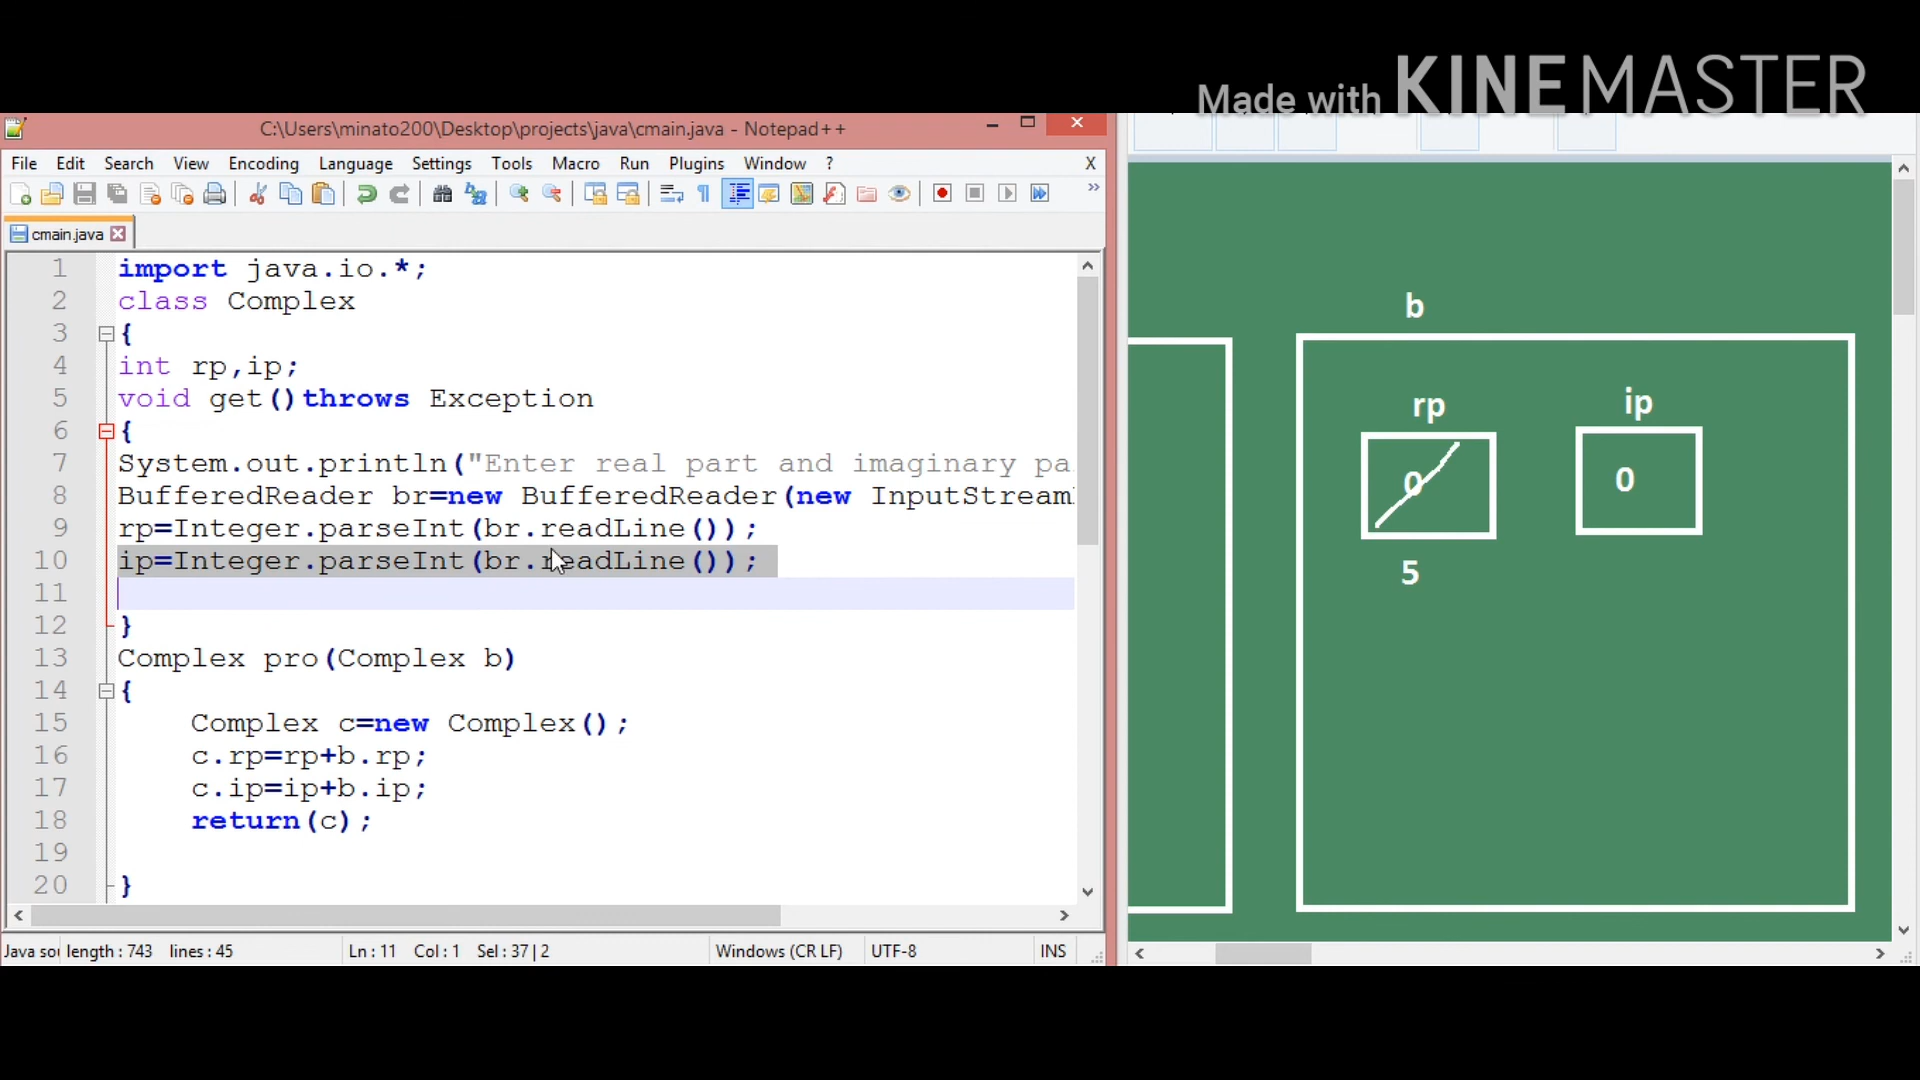 Made with KINEMASTER
C:\Users\minato200\Desktop\projects\java\cmain.java - Notepad++
File Edit Search View Encoding Language Settings Tools Macro Run Plugins Window ? X
cmain.java
1 import java.io.*;
2 class Complex
3 {
4 int rp,ip;
5 void get()throws Exception
6 {
7 System.out.println("Enter real part and imaginary pa
8 BufferedReader br=new BufferedReader(new InputStream
9 rp=Integer.parseInt(br.readLine());
10 ip=Integer.parseInt(br.readLine());
11
12 }
13 Complex pro(Complex b)
14 {
15 Complex c=new Complex();
16 c.rp=rp+b.rp;
17 c.ip=ip+b.ip;
18 return(c);
19
20 }
Java so length : 743 lines : 45 Ln : 11 Col : 1 Sel : 37 | 2 Windows (CR LF) UTF-8 INS
b
rp ip
0 0
5